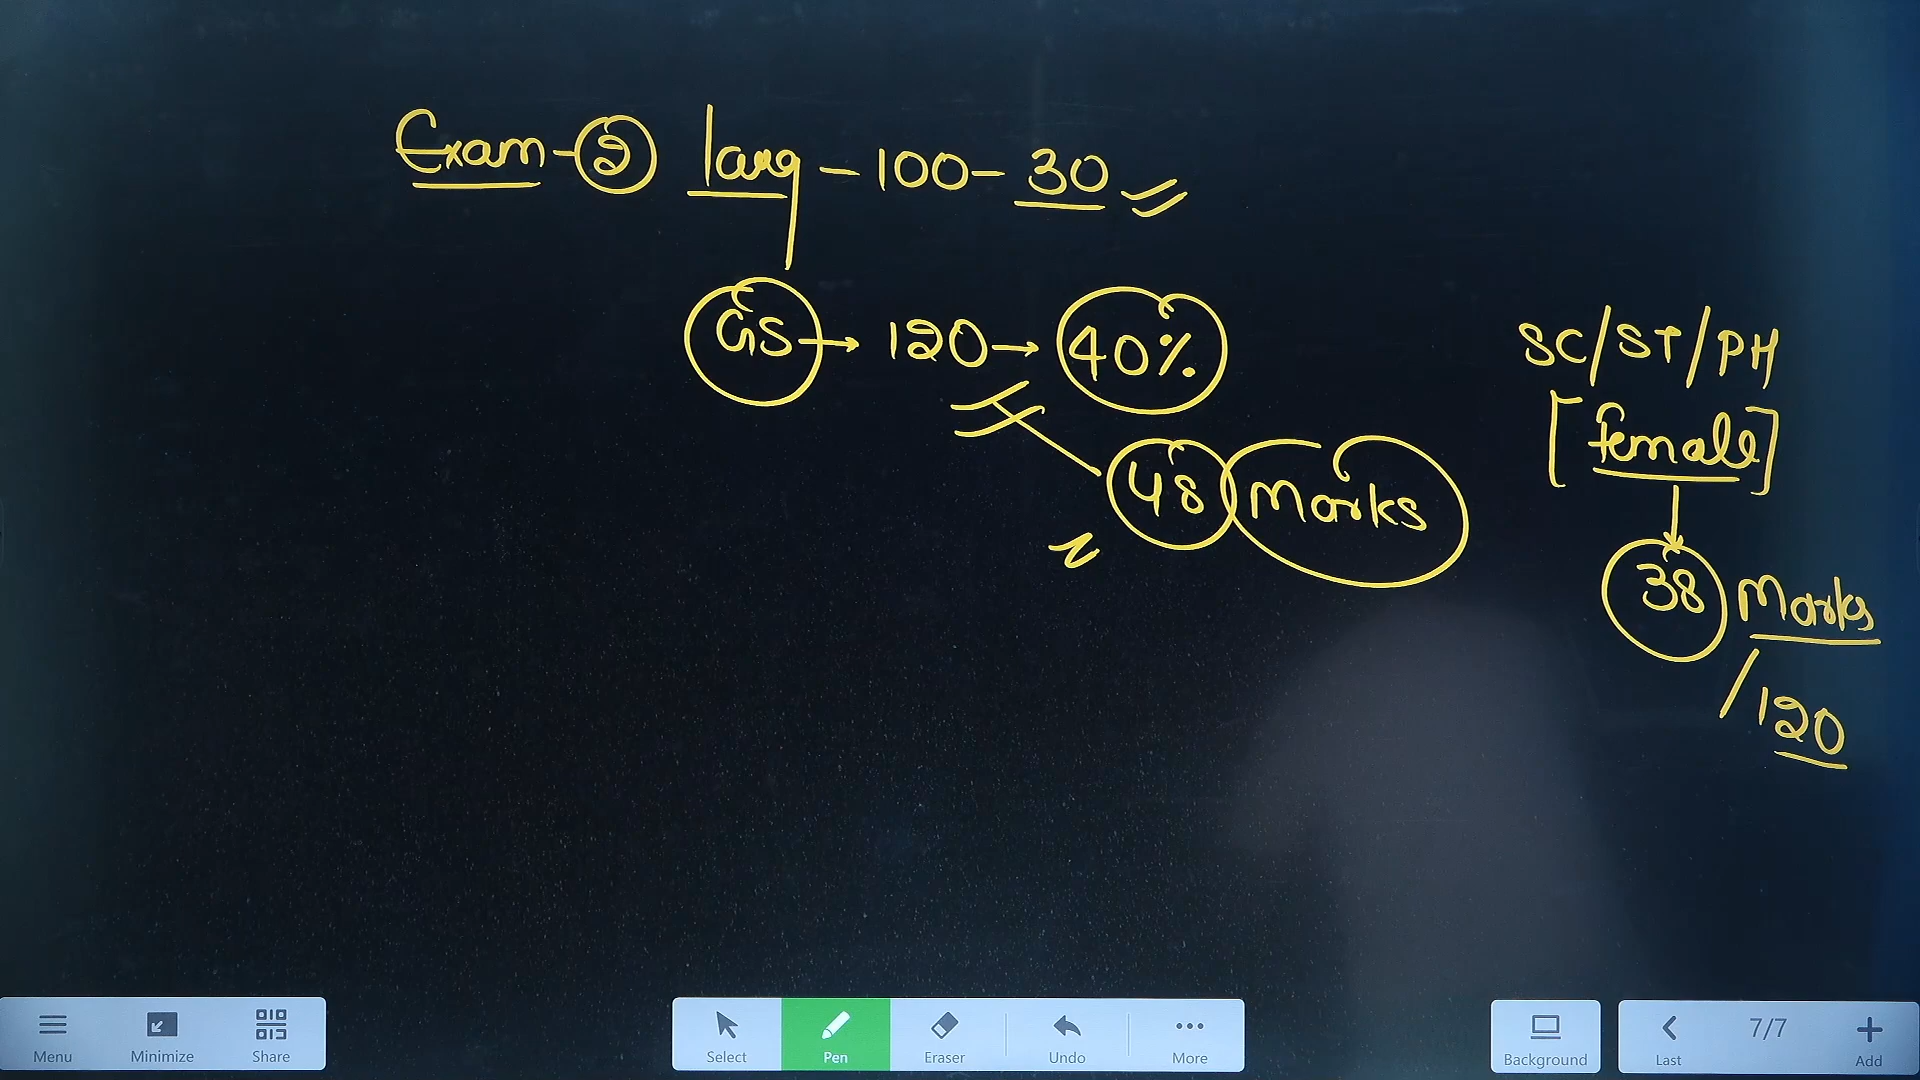 Exam-② lang - 100 - 30
GS → 120 → 40%
48 Marks
SC/ST/PH
[female]
38 Marks
/120
Menu Minimize Share
Select Pen Eraser Undo More
Background
7/7
Last Add